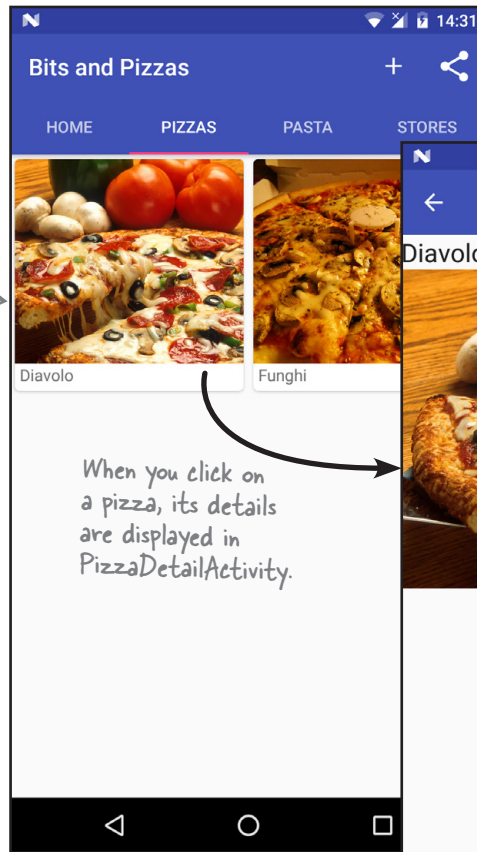 14:31
Bits and Pizzas
+
HOME PIZZAS PASTA STORES
Diavolo
Funghi
When you click on
a pizza, its details
are displayed in
PizzaDetailActivity.
Diavolo